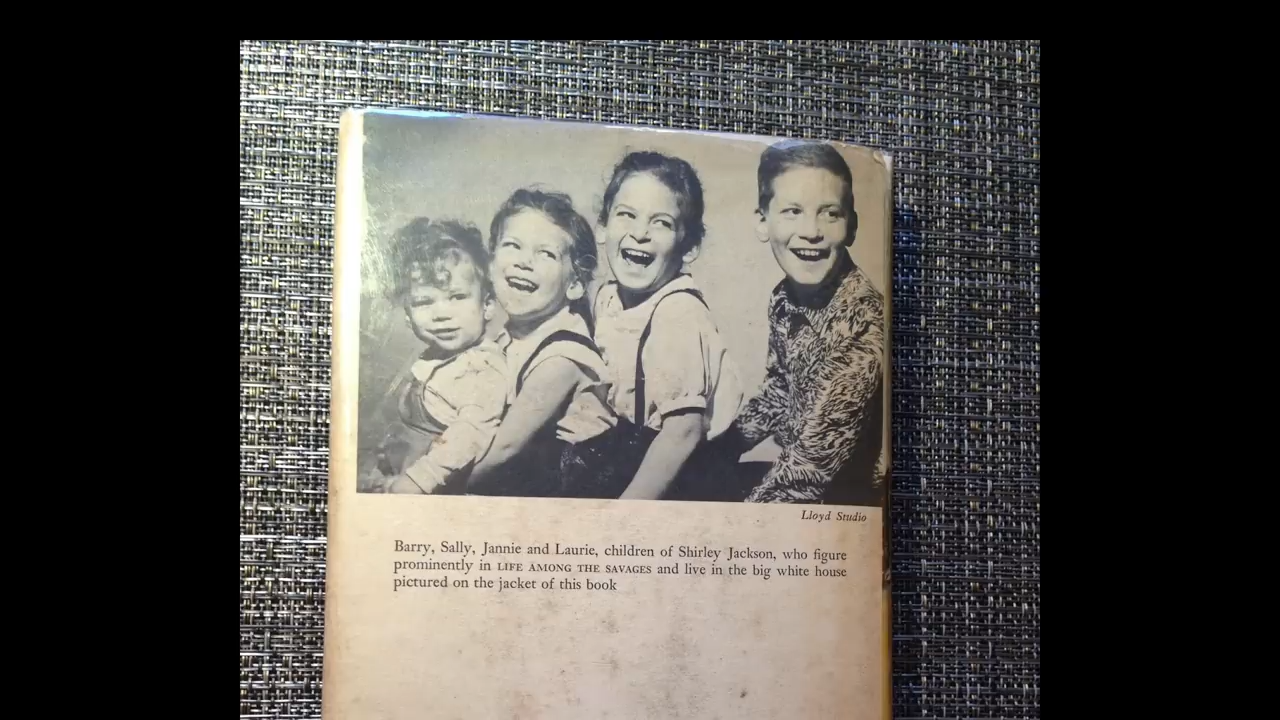 Lloyd Studio
Barry, Sally, Jannie and Laurie, children of Shirley Jackson, who figure
prominently in LIFE AMONG THE SAVAGES and live in the big white house
pictured on the jacket of this book